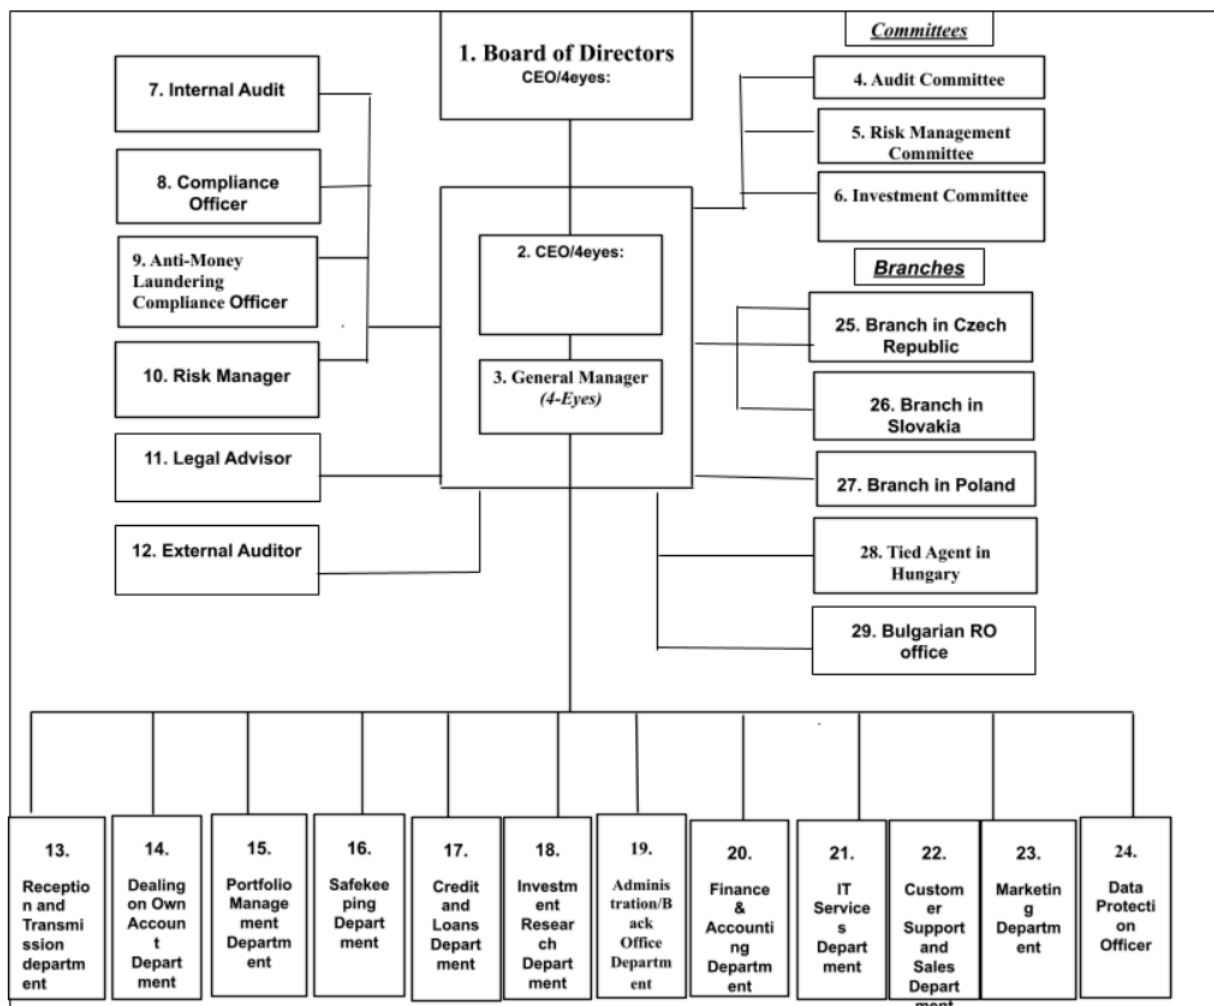 1. Board of Directors
CEO/4eyes:
Committees
7. Internal Audit
4. Audit Committee
5. Risk Management
Committee
8. Compliance
Officer
6. Investment Committee
2. CEO/4eyes:
9. Anti-Money
Laundering
Compliance Officer
Branches
25. Branch in Czech
Republic
10. Risk Manager
3. General Manager
(4-Eyes)
26. Branch in
Slovakia
11. Legal Advisor
27. Branch in Poland
12. External Auditor
28. Tied Agent in
Hungary
29. Bulgarian RO
office
13.
Receptio
n and
Transmi
ssion
departm
ent
14.
Dealing
on Own
Accoun
t
Depart
ment
15.
Portfolio
Manage
ment
Departm
ent
16.
Safekee
ping
Depart
ment
17.
Credit
and
Loans
Depart
ment
18.
Investm
ent
Resear
ch
Depart
ment
19.
Adminis
tration/B
ack
Office
Departm
ent
20.
Finance
&
Accounti
ng
Departm
ent
21.
IT
Service
s
Depart
ment
22.
Custom
er
Support
and
Sales
Depart
ment
23.
Marketin
g
Departm
ent
24.
Data
Protecti
on
Officer